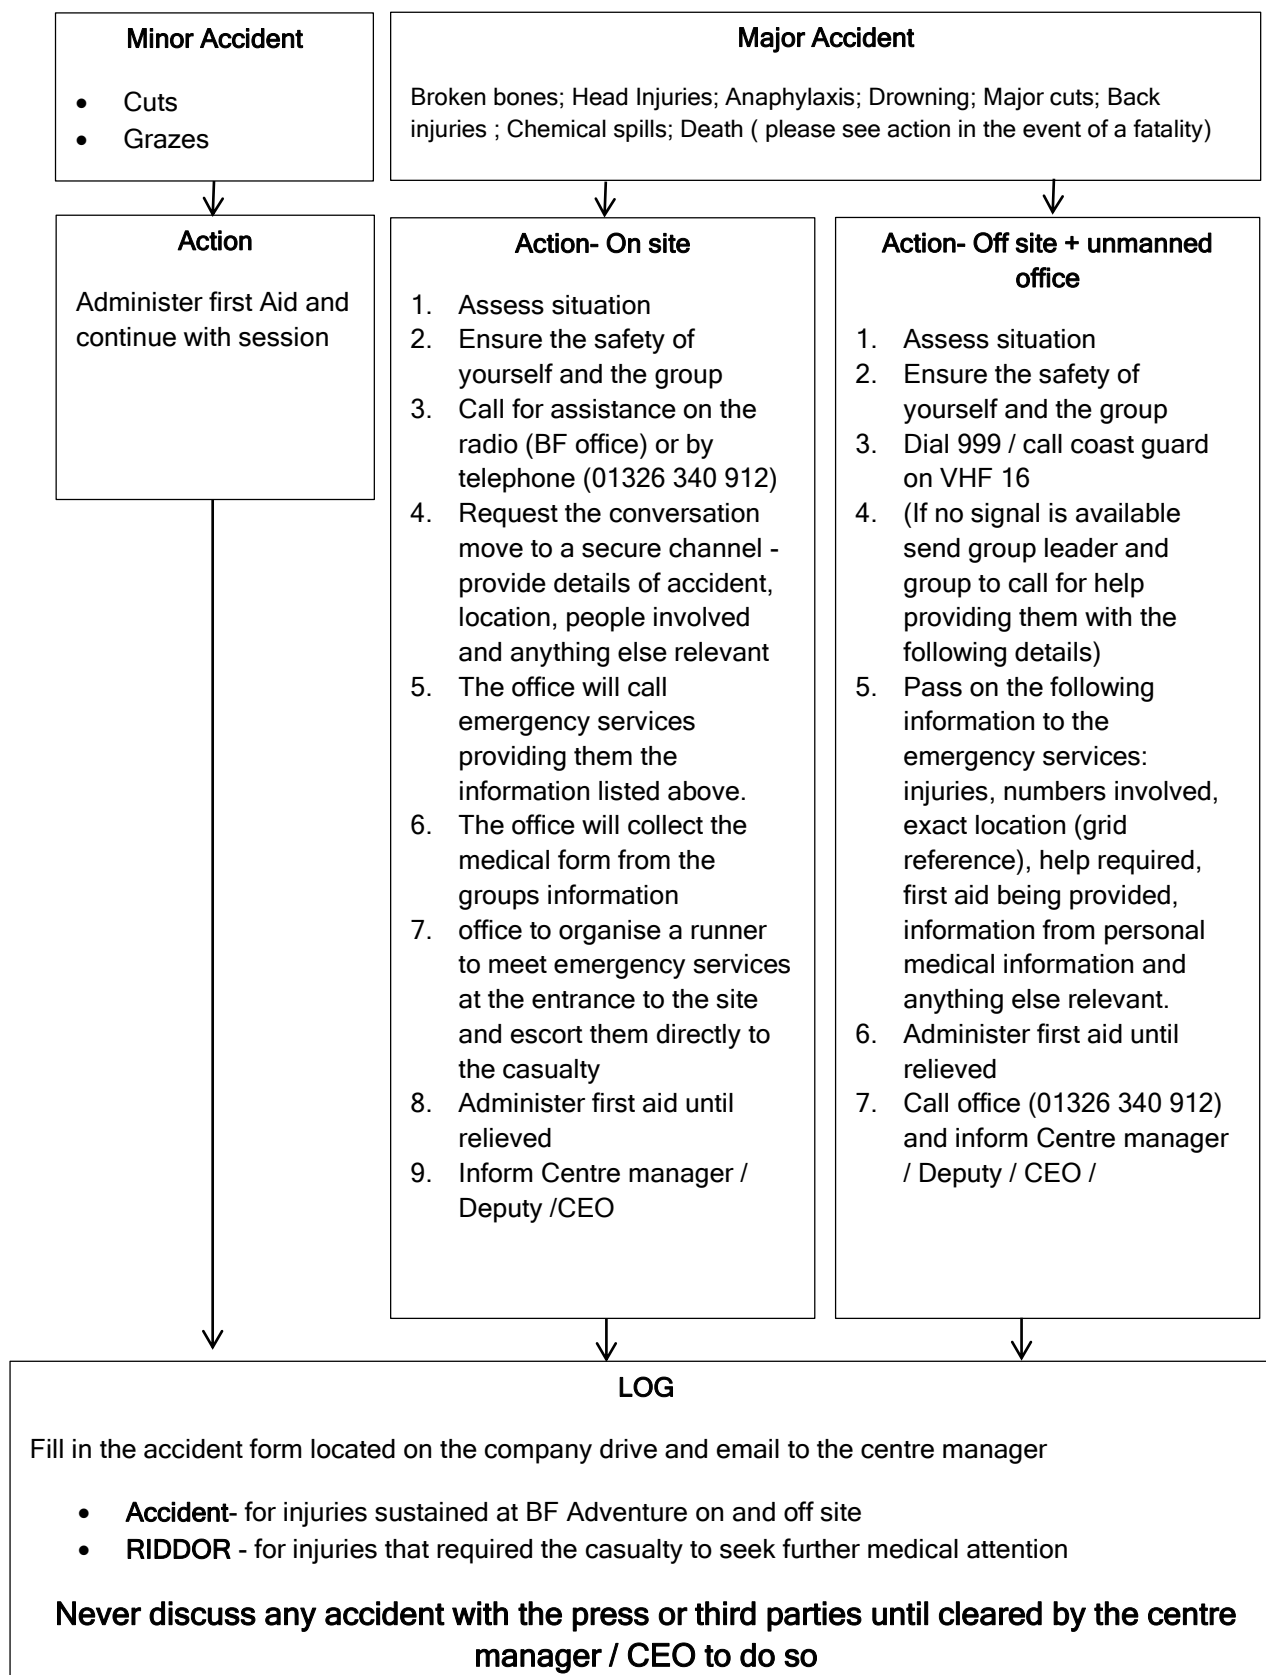 Minor Accident
• Cuts
• Grazes
Major Accident
Broken bones; Head Injuries; Anaphylaxis; Drowning; Major cuts; Back
injuries ; Chemical spills; Death ( please see action in the event of a fatality)
Action
Administer first Aid and
continue with session
Action- On site
1. Assess situation
2. Ensure the safety of
yourself and the group
3. Call for assistance on the
radio (BF office) or by
telephone (01326 340 912)
4. Request the conversation
move to a secure channel -
provide details of accident,
location, people involved
and anything else relevant
5. The office will call
emergency services
providing them the
information listed above.
6. The office will collect the
medical form from the
groups information
7. office to organise a runner
to meet emergency services
at the entrance to the site
and escort them directly to
the casualty
8. Administer first aid until
relieved
9. Inform Centre manager /
Deputy /CEO
Action- Off site + unmanned
office
1. Assess situation
2. Ensure the safety of
yourself and the group
3. Dial 999 / call coast guard
on VHF 16
4. (If no signal is available
send group leader and
group to call for help
providing them with the
following details)
5. Pass on the following
information to the
emergency services:
injuries, numbers involved,
exact location (grid
reference), help required,
first aid being provided,
information from personal
medical information and
anything else relevant.
6. Administer first aid until
relieved
7. Call office (01326 340 912)
and inform Centre manager
/ Deputy / CEO /
LOG
Fill in the accident form located on the company drive and email to the centre manager
• Accident- for injuries sustained at BF Adventure on and off site
• RIDDOR - for injuries that required the casualty to seek further medical attention
Never discuss any accident with the press or third parties until cleared by the centre
manager / CEO to do so